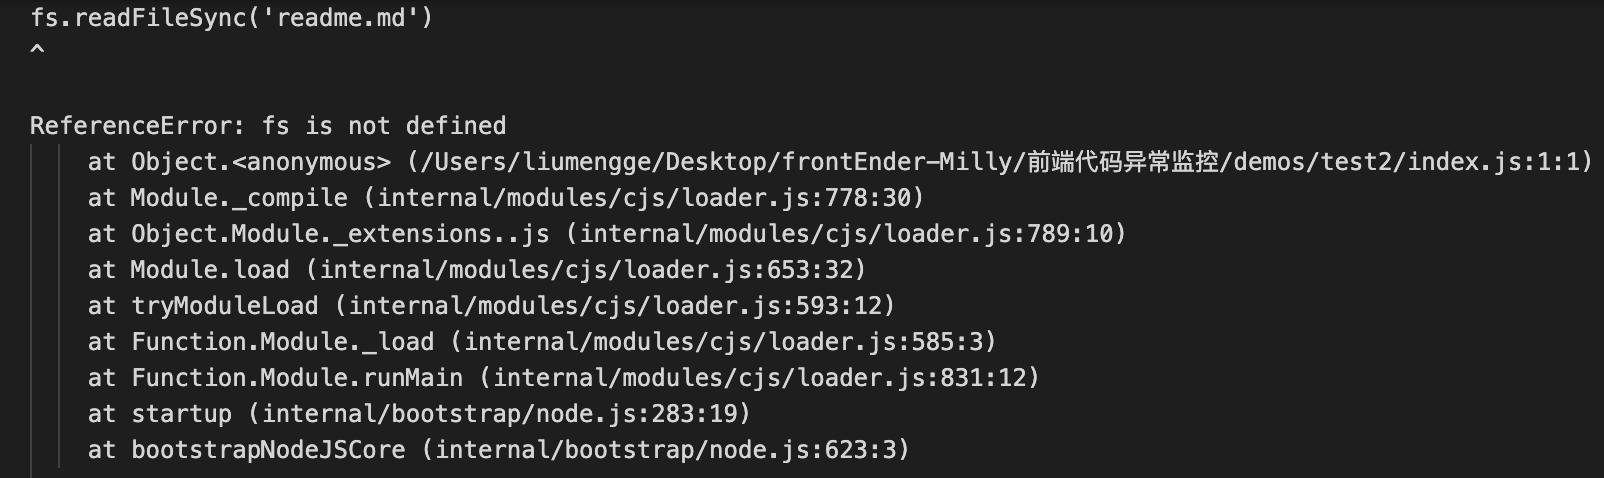 fs.readFileSync('readme.md')
^
ReferenceError: fs is not defined
at Object.<anonymous> (/Users/liumengge/Desktop/frontEnder-Milly/前端代码异常监控/demos/test2/index.js:1:1)
at Module._compile (internal/modules/cjs/loader.js:778:30)
at Object.Module._extensions..js (internal/modules/cjs/loader.js:789:10)
at Module.load (internal/modules/cjs/loader.js:653:32)
at tryModuleLoad (internal/modules/cjs/loader.js:593:12)
at Function.Module._load (internal/modules/cjs/loader.js:585:3)
at Function.Module.runMain (internal/modules/cjs/loader.js:831:12)
at startup (internal/bootstrap/node.js:283:19)
at bootstrapNodeJSCore (internal/bootstrap/node.js:623:3)